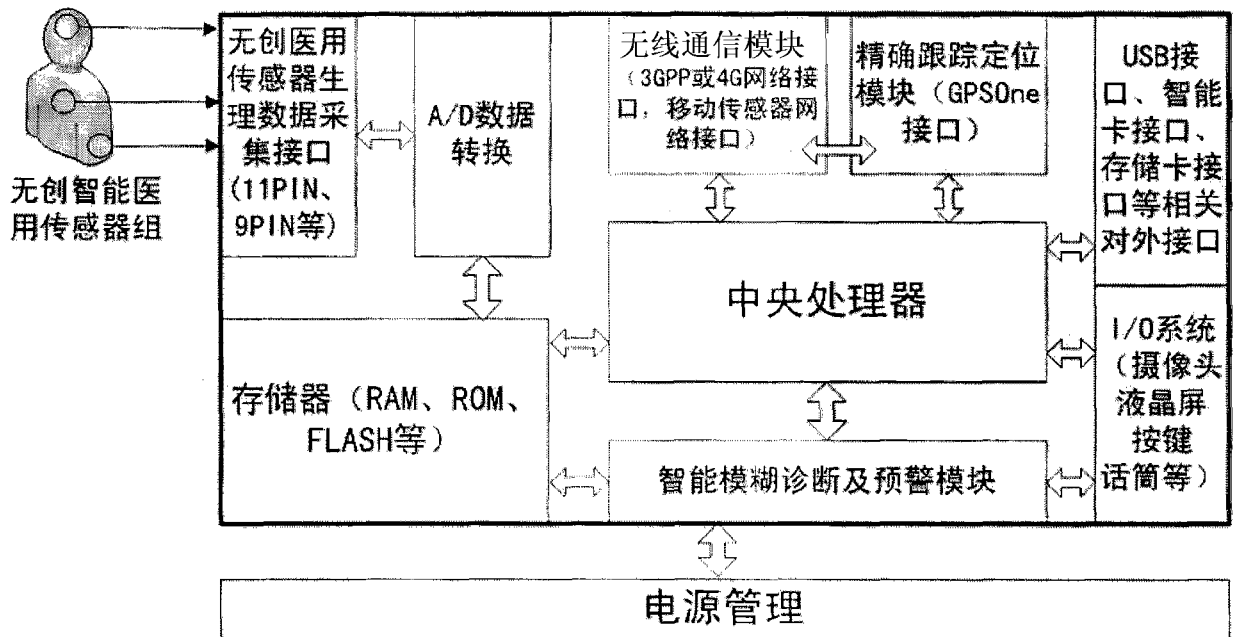 无创智能医
用传感器组
无创医用
传感器生
理数据采
集接口
(11PIN、
9PIN等)
A/D数据
转换
无线通信模块
（3GPP或4G网络接
口，移动传感器网
络接口）
精确跟踪定位
模块（GPSOne
接口）
USB接
口、智能
卡接口、
存储卡接
口等相关
对外接口
中央处理器
I/O系统
（摄像头
液晶屏
按键
话筒等）
存储器（RAM、ROM、
FLASH等）
智能模糊诊断及预警模块
电源管理